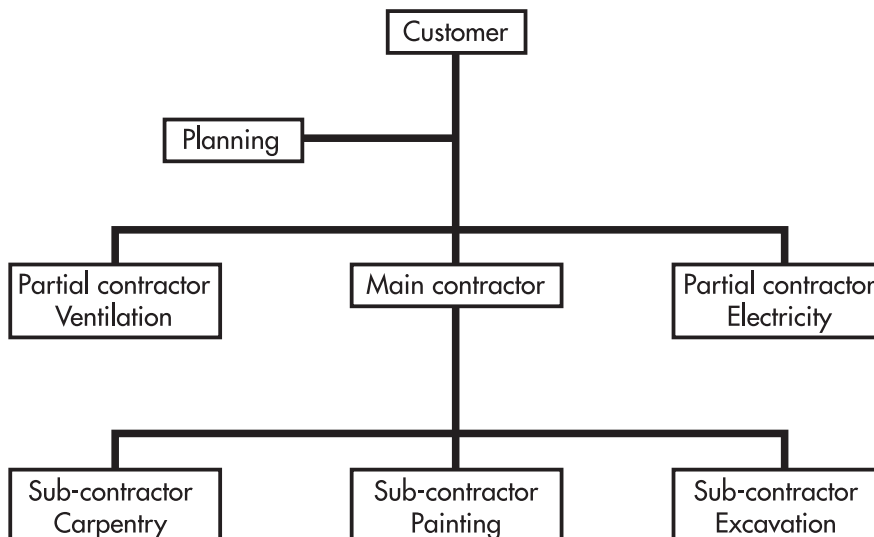 Customer
Planning
Partial contractor
Ventilation
Main contractor
Partial contractor
Electricity
Sub-contractor
Carpentry
Sub-contractor
Painting
Sub-contractor
Excavation